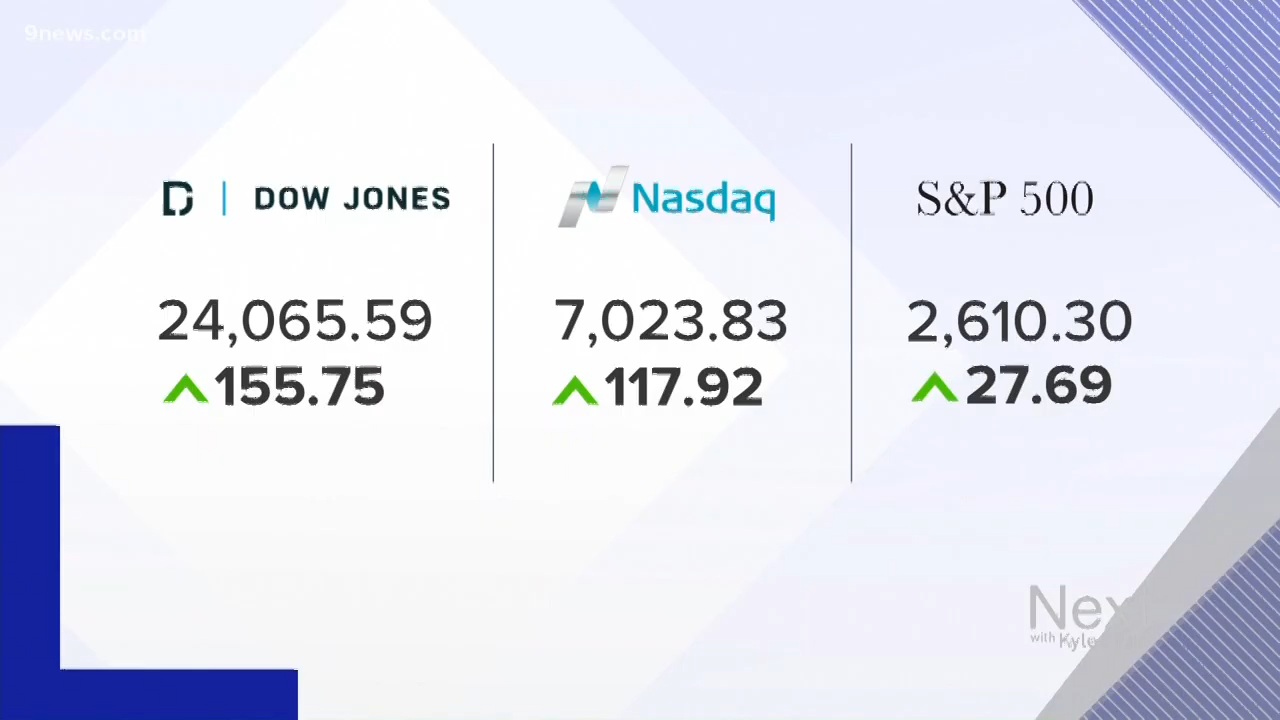 9news.com
D | DOW JONES
24,065.59
155.75
Nasdaq
7,023.83
117.92
S&P 500
2,610.30
27.69
with